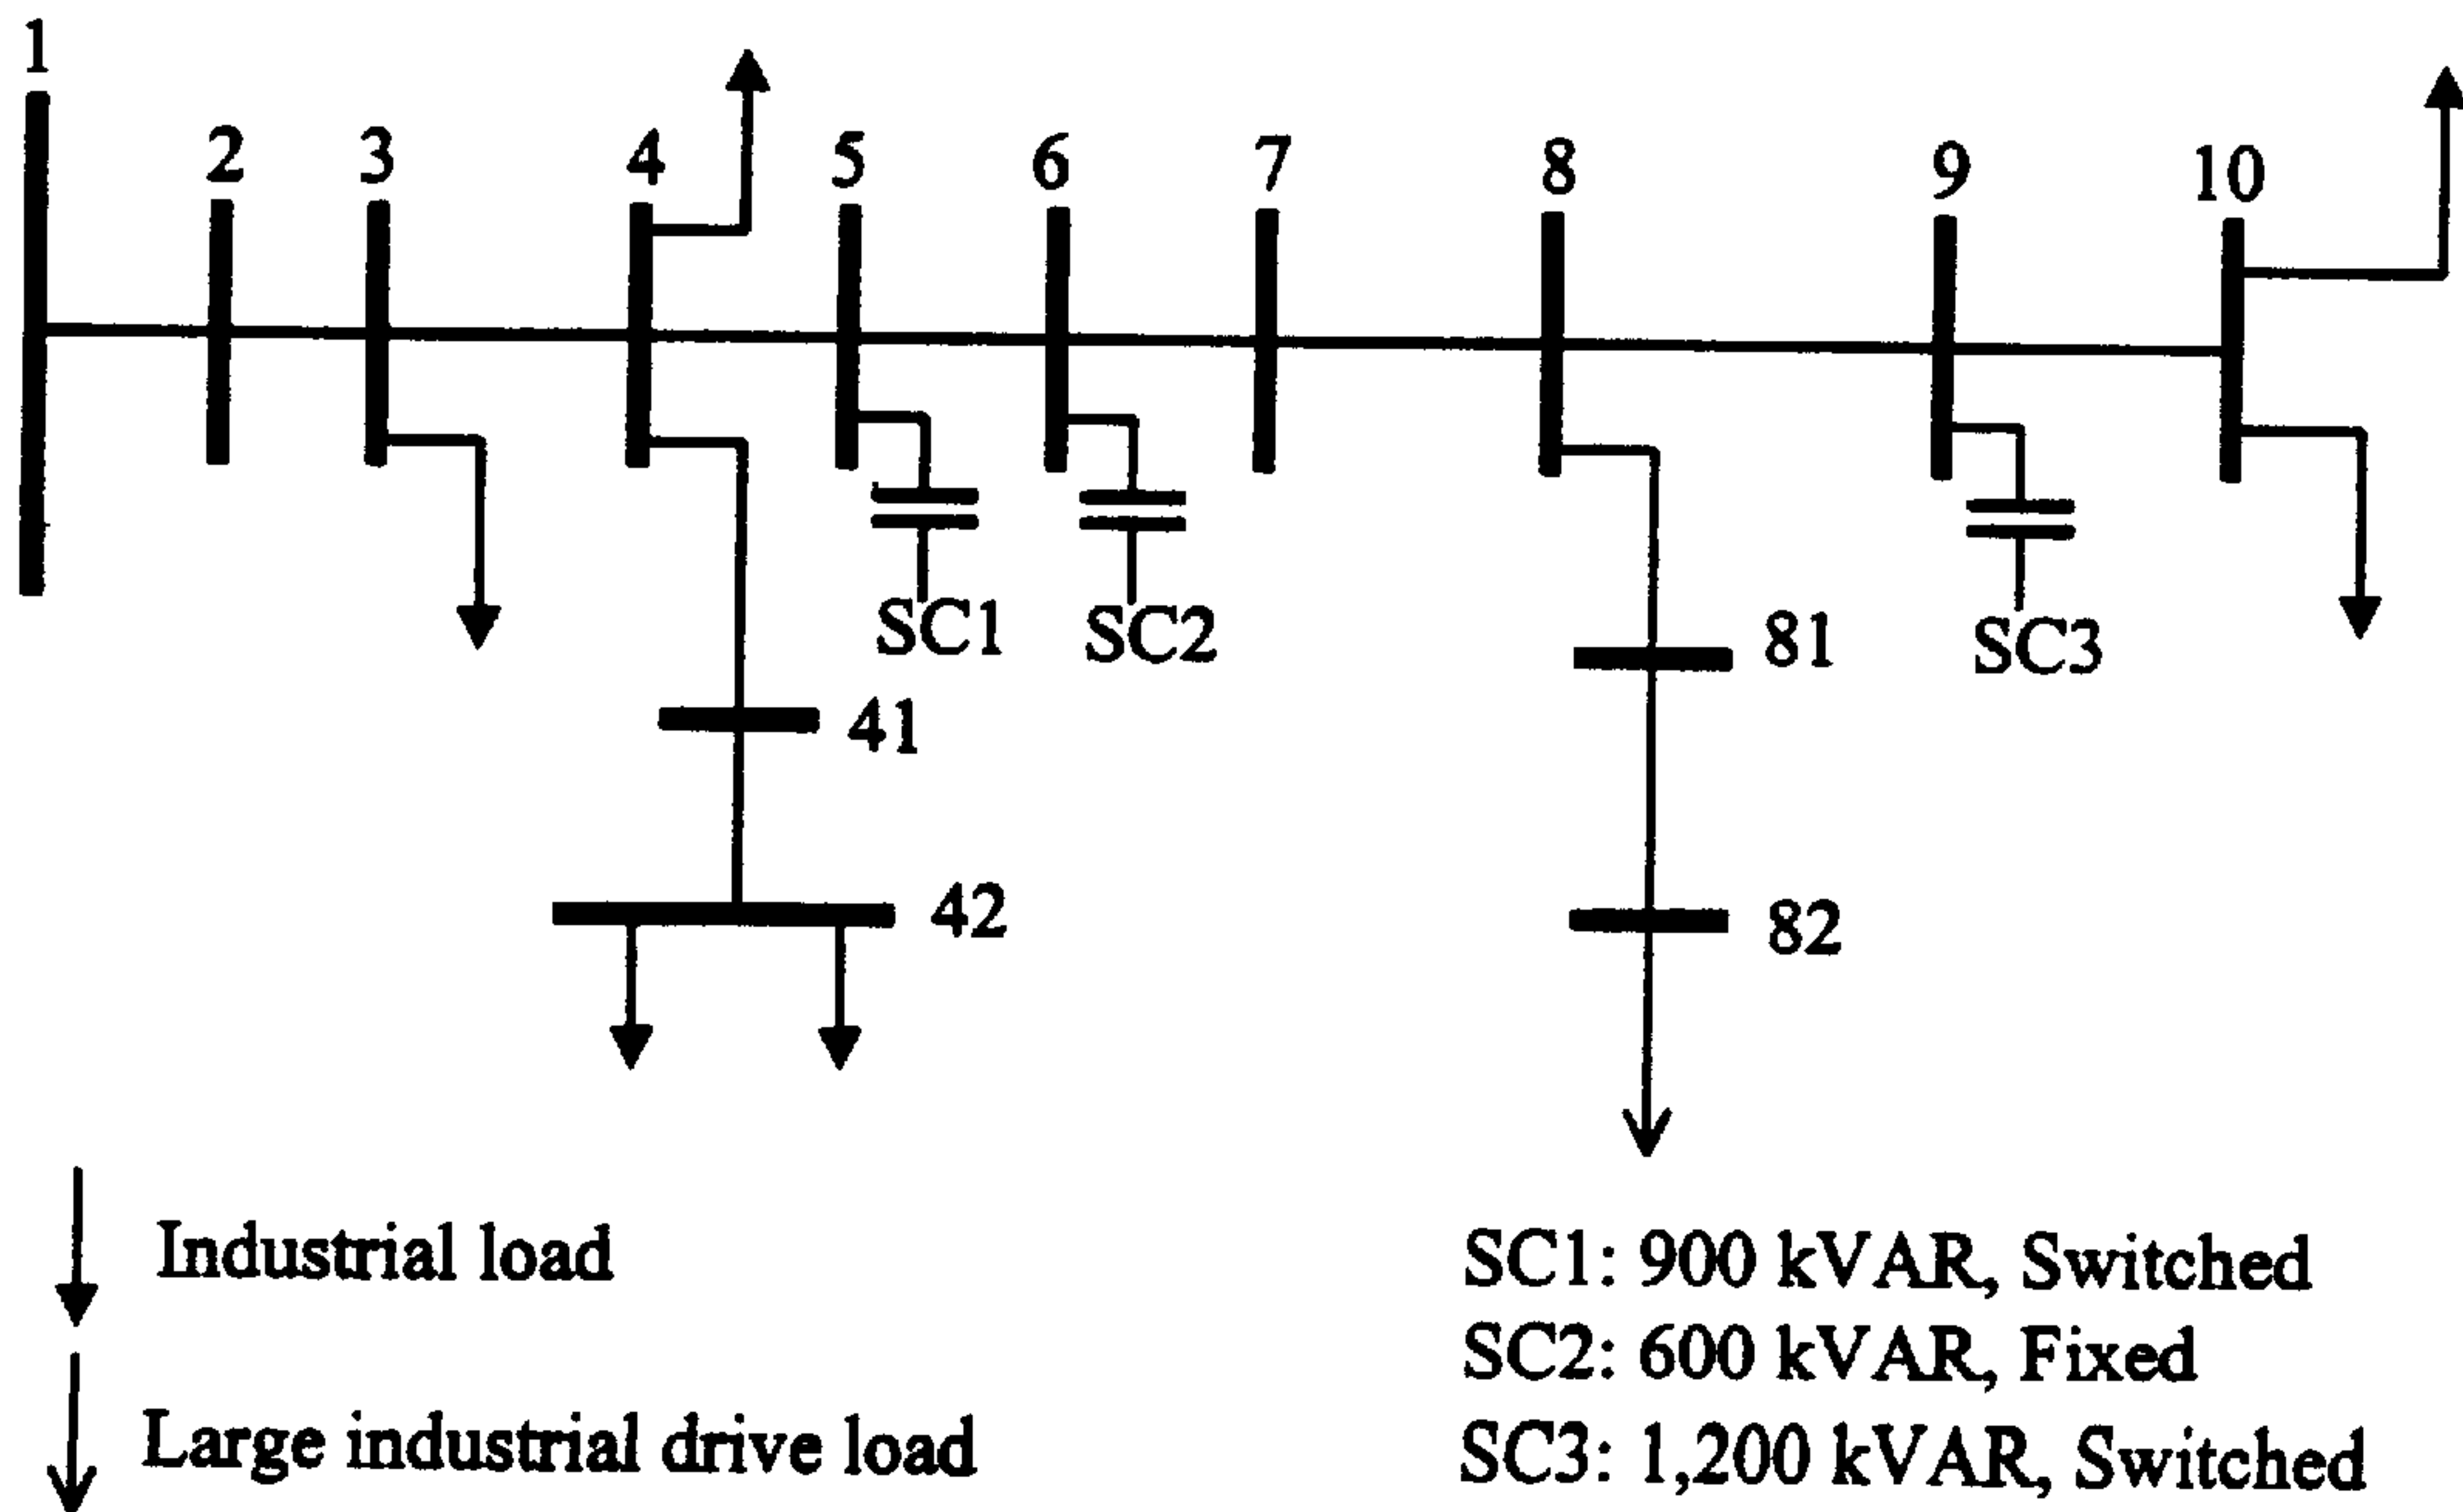 1
2
3
4
5
6
7
8
9
10
SC1
SC2
SC3
81
41
42
82
Industrial load
Large industrial drive load
SC1: 900 kVAR, Switched
SC2: 600 kVAR, Fixed
SC3: 1,200 kVAR, Switched